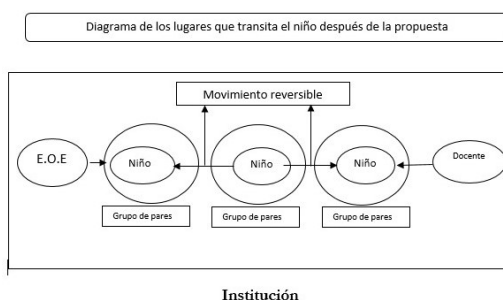 Diagrama de los lugares que transita el niño después de la propuesta
Movimiento reversible
E.O.E
Niño
Niño
Niño
Docente
Grupo de pares
Grupo de pares
Grupo de pares
Institución